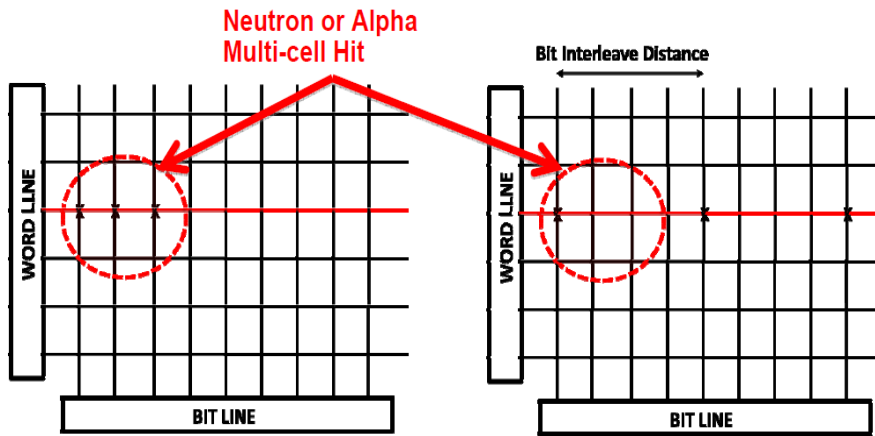 Neutron or Alpha
Multi-cell Hit
Bit Interleave Distance
WORD LINE
WORD LINE
BIT LINE
BIT LINE